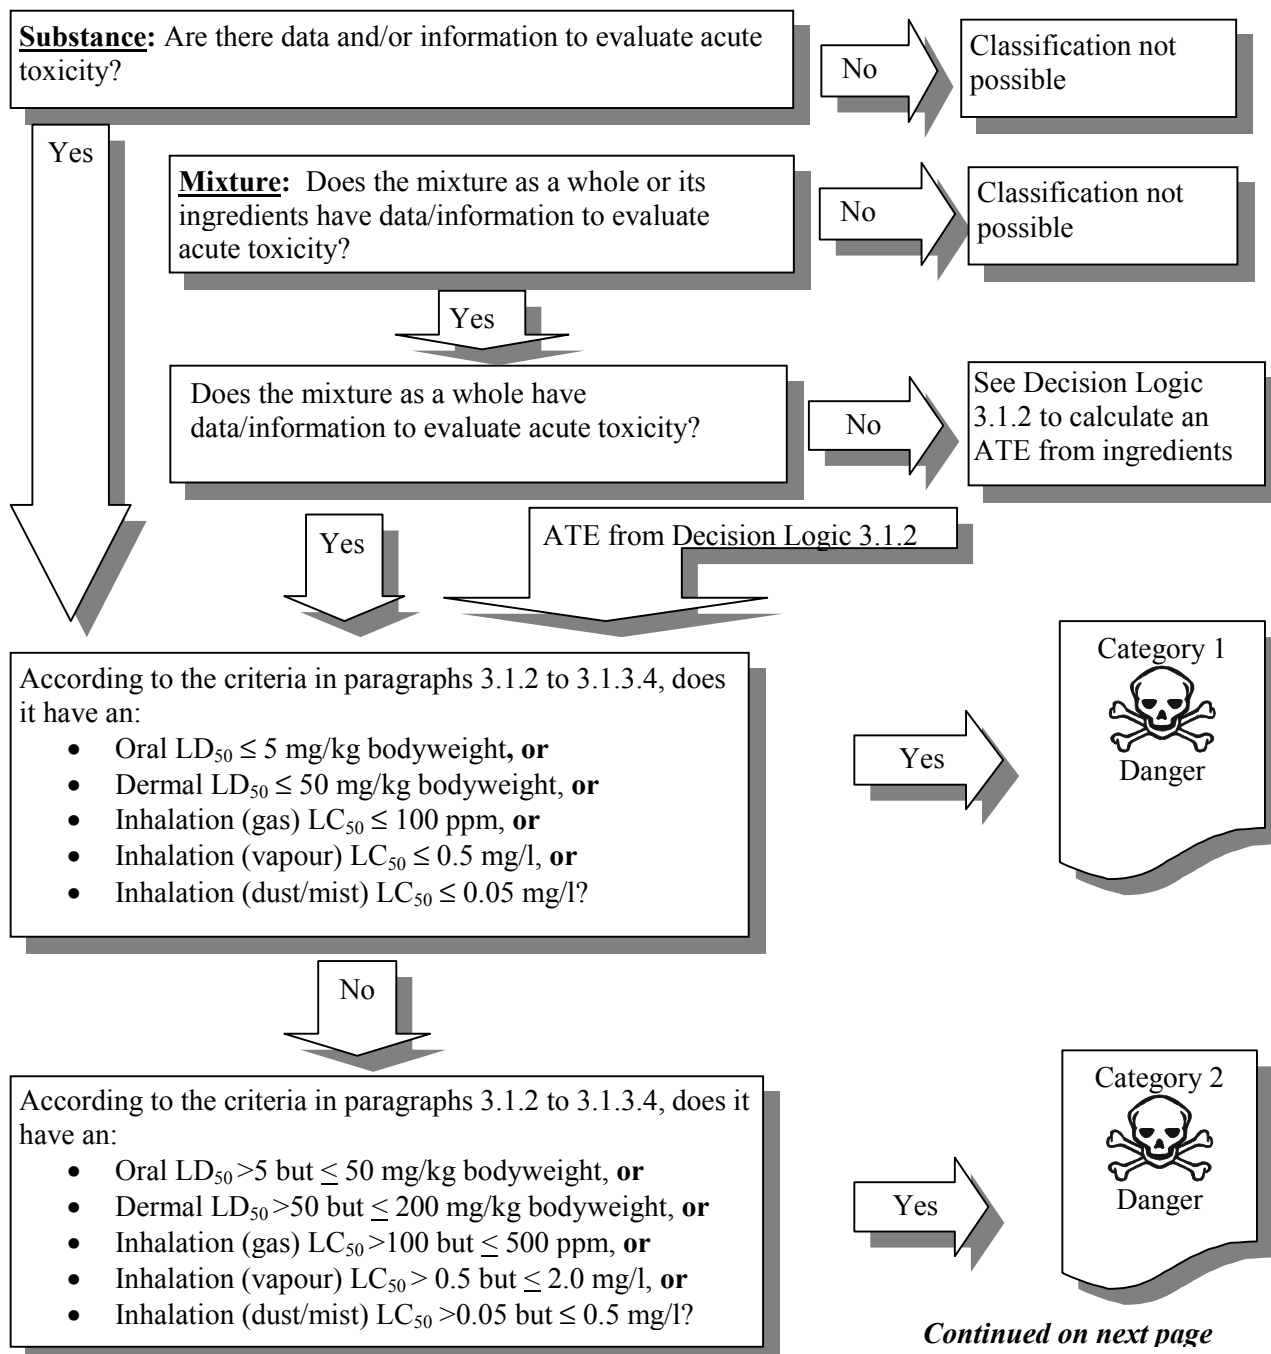 Substance: Are there data and/or information to evaluate acute
toxicity?
No
Classification not
possible
Yes
Mixture: Does the mixture as a whole or its
ingredients have data/information to evaluate
acute toxicity?
No
Classification not
possible
Yes
Does the mixture as a whole have
data/information to evaluate acute toxicity?
No
See Decision Logic
3.1.2 to calculate an
ATE from ingredients
Yes
ATE from Decision Logic 3.1.2
According to the criteria in paragraphs 3.1.2 to 3.1.3.4, does
it have an:
• Oral LD50 ≤ 5 mg/kg bodyweight, or
• Dermal LD50 ≤ 50 mg/kg bodyweight, or
• Inhalation (gas) LC50 ≤ 100 ppm, or
• Inhalation (vapour) LC50 ≤ 0.5 mg/l, or
• Inhalation (dust/mist) LC50 ≤ 0.05 mg/l?
Yes
Category 1
Danger
No
According to the criteria in paragraphs 3.1.2 to 3.1.3.4, does it
have an:
• Oral LD50 >5 but ≤ 50 mg/kg bodyweight, or
• Dermal LD50 >50 but ≤ 200 mg/kg bodyweight, or
• Inhalation (gas) LC50 >100 but ≤ 500 ppm, or
• Inhalation (vapour) LC50 > 0.5 but ≤ 2.0 mg/l, or
• Inhalation (dust/mist) LC50 >0.05 but ≤ 0.5 mg/l?
Yes
Category 2
Danger
Continued on next page